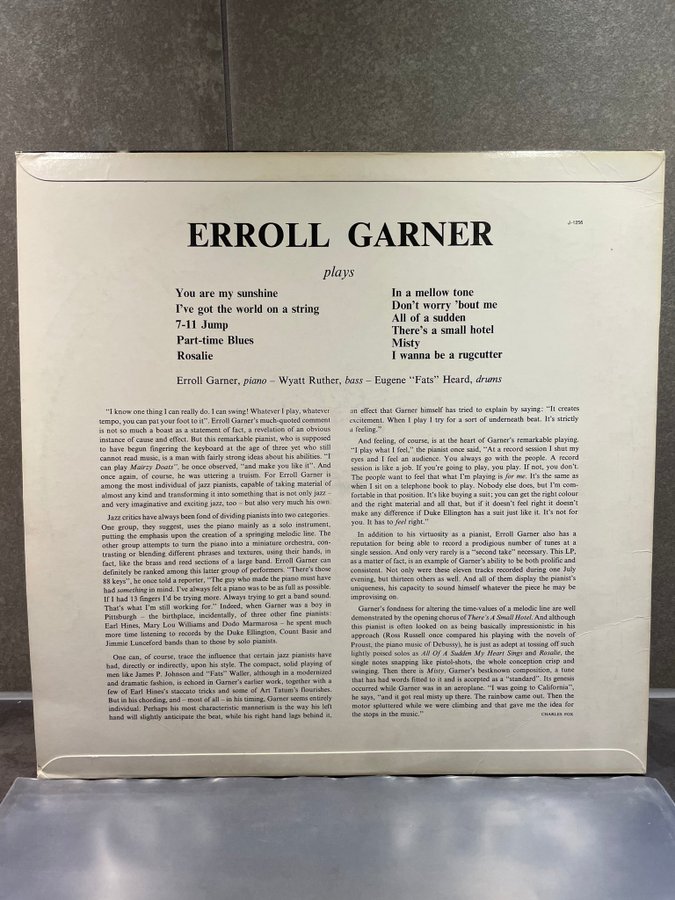 ERROLL GARNER
J-1256
plays
You are my sunshine
I've got the world on a string
7-11 Jump
Part-time Blues
Rosalie
In a mellow tone
Don't worry 'bout me
All of a sudden
There's a small hotel
Misty
I wanna be a rugcutter
Erroll Garner, piano – Wyatt Ruther, bass – Eugene "Fats" Heard, drums
"I know one thing I can really do. I can swing! Whatever I play, whatever
tempo, you can pat your foot to it". Erroll Garner's much-quoted comment
is not so much a boast as a statement of fact, a revelation of an obvious
instance of cause and effect. But this remarkable pianist, who is supposed
to have begun fingering the keyboard at the age of three yet who still
cannot read music, is a man with fairly strong ideas about his abilities. "I
can play Mairzy Doats", he once observed, "and make you like it". And
once again, of course, he was uttering a truism. For Erroll Garner is
among the most individual of jazz pianists, capable of taking material of
almost any kind and transforming it into something that is not only jazz –
and very imaginative and exciting jazz, too – but also very much his own.
Jazz critics have always been fond of dividing pianists into two categories.
One group, they suggest, uses the piano mainly as a solo instrument,
putting the emphasis upon the creation of a springing melodic line. The
other group attempts to turn the piano into a miniature orchestra, con-
trasting or blending different phrases and textures, using their hands, in
fact, like the brass and reed sections of a large band. Erroll Garner can
definitely be ranked among this latter group of performers. "There's those
88 keys", he once told a reporter, "The guy who made the piano must have
had something in mind. I've always felt a piano was to be as full as possible.
If I had 13 fingers I'd be trying more. Always trying to get a band sound.
That's what I'm still working for." Indeed, when Garner was a boy in
Pittsburgh – the birthplace, incidentally, of three other fine pianists:
Earl Hines, Mary Lou Williams and Dodo Marmarosa – he spent much
more time listening to records by the Duke Ellington, Count Basie and
Jimmie Lunceford bands than to those by solo pianists.
One can, of course, trace the influence that certain jazz pianists have
had, directly or indirectly, upon his style. The compact, solid playing of
men like James P. Johnson and "Fats" Waller, although in a modernized
and dramatic fashion, is echoed in Garner's earlier work, together with a
few of Earl Hines's staccato tricks and some of Art Tatum's flourishes.
But in his chording, and – most of all – in his timing, Garner seems entirely
individual. Perhaps his most characteristic mannerism is the way his left
hand will slightly anticipate the beat, while his right hand lags behind it,
an effect that Garner himself has tried to explain by saying: "It creates
excitement. When I play I try for a sort of underneath beat. It's strictly
a feeling."
And feeling, of course, is at the heart of Garner's remarkable playing.
"I play what I feel," the pianist once said, "At a record session I shut my
eyes and I feel an audience. You always go with the people. A record
session is like a job. If you're going to play, you play. If not, you don't.
The people want to feel that what I'm playing is for me. It's the same as
when I sit on a telephone book to play. Nobody else does, but I'm com-
fortable in that position. It's like buying a suit; you can get the right colour
and the right material and all that, but if it doesn't feel right it doesn't
make any difference if Duke Ellington has a suit just like it. It's not for
you. It has to feel right."
In addition to his virtuosity as a pianist, Erroll Garner also has a
reputation for being able to record a prodigious number of tunes at a
single session. And only very rarely is a "second take" necessary. This LP,
as a matter of fact, is an example of Garner's ability to be both prolific and
consistent. Not only were these eleven tracks recorded during one July
evening, but thirteen others as well. And all of them display the pianist's
uniqueness, his capacity to sound himself whatever the piece he may be
improvising on.
Garner's fondness for altering the time-values of a melodic line are well
demonstrated by the opening chorus of There's A Small Hotel. And although
this pianist is often looked on as being basically impressionistic in his
approach (Ross Russell once compared his playing with the novels of
Proust, the piano music of Debussy), he is just as adept at tossing off such
lightly poised solos as All Of A Sudden My Heart Sings and Rosalie, the
single notes snapping like pistol-shots, the whole conception crisp and
swinging. Then there is Misty, Garner's bestknown composition, a tune
that has had words fitted to it and is accepted as a "standard". Its genesis
occurred while Garner was in an aeroplane. "I was going to California",
he says, "and it got real misty up there. The rainbow came out. Then the
motor spluttered while we were climbing and that gave me the idea for
the stops in the music."
CHARLES FOX